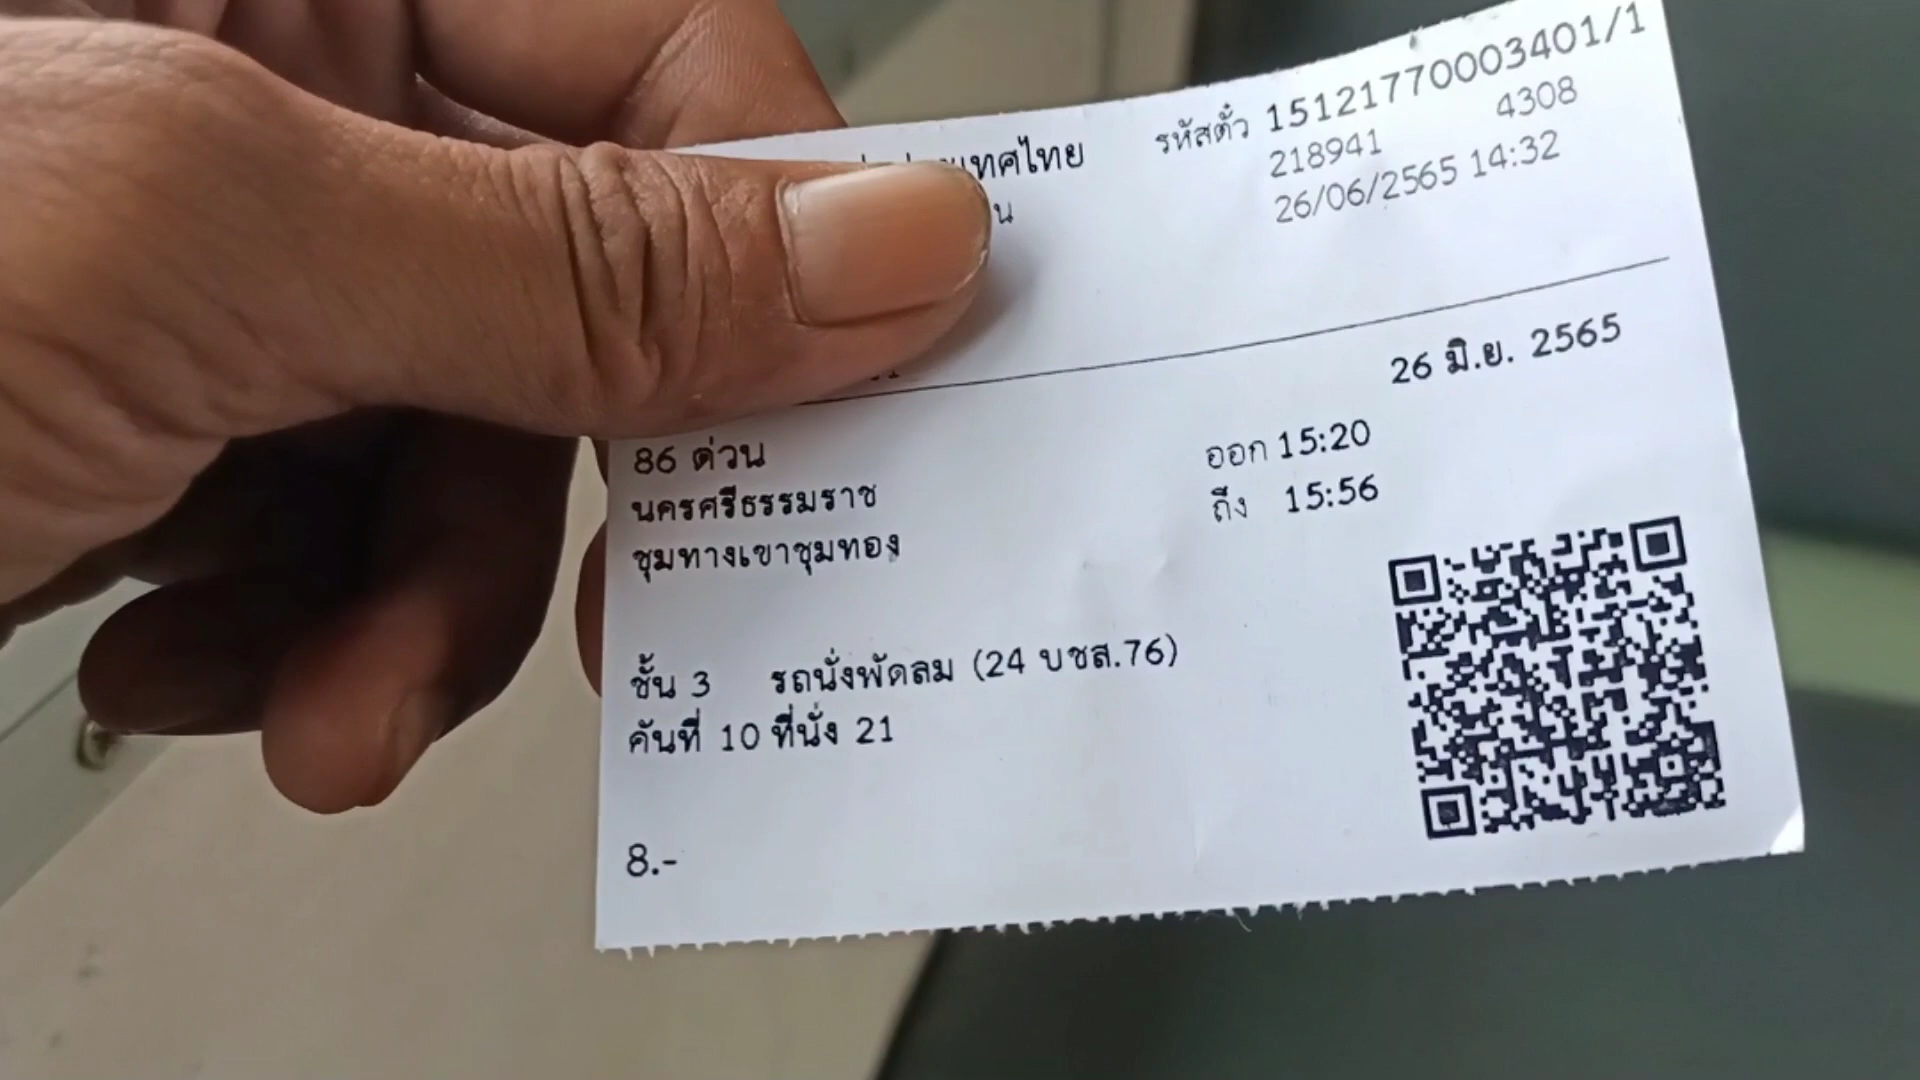 ทศไทย
รหัสตั๋ว 15121770003401/1
218941 4308
26/06/2565 14:32
26 มิ.ย. 2565
86 ด่วน
ออก 15:20
นครศรีธรรมราช
ถึง 15:56
ชุมทางเขาชุมทอง
ชั้น 3 รถนั่งพัดลม (24 บชส.76)
คันที่ 10 ที่นั่ง 21
8.-